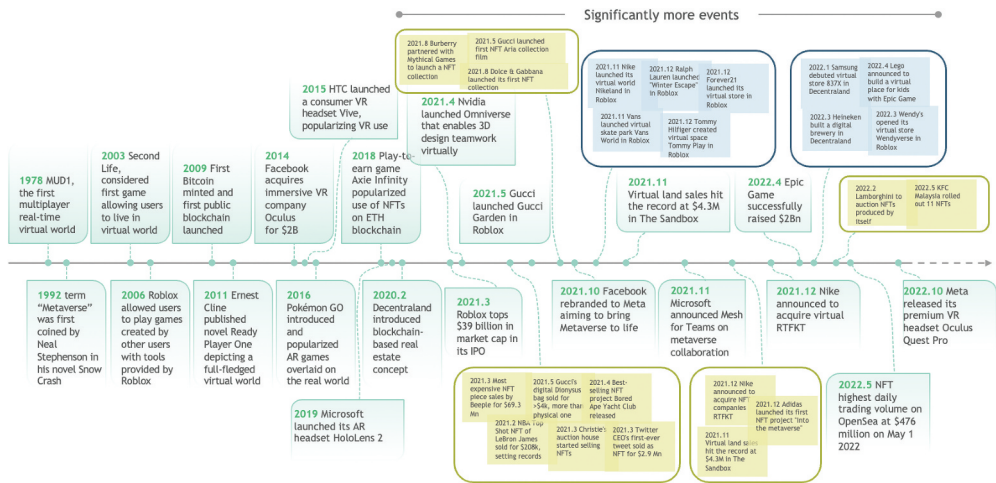 Significantly more events
2021.8 Burberry
partnered with
Mythical Games
to launch a NFT
collection
2021.5 Gucci launched
first NFT Aria collection
film
2021.8 Dolce & Gabbana
launched its first NFT
collection
2021.11 Nike
launched its
virtual world
Nikeland in
Roblox
2021.12 Ralph
Lauren launched
"Winter Escape"
in Roblox
2021.12
Forever21
launched its
virtual store in
Roblox
2021.11 Vans
launched virtual
skate park Vans
World in Roblox
2021.12 Tommy
Hilfiger created
virtual space
Tommy Play in
Roblox
2022.1 Samsung
debuted virtual
store 837X in
Decentraland
2022.4 Lego
announced to
build a virtual
place for kids
with Epic Game
2022.3 Heineken
built a digital
brewery in
Decentraland
2022.3 Wendy's
opened its
virtual store
Wendyverse in
Roblox
2022.2
Lamborghini to
auction NFTs
produced by
itself
2022.5 KFC
Malaysia rolled
out 11 NFTs
1978 MUD1,
the first
multiplayer
real-time
virtual world
2003 Second
Life,
considered
first game
allowing users
to live in
virtual world
2009 First
Bitcoin
minted and
first public
blockchain
launched
2014
Facebook
acquires
immersive VR
company
Oculus
for $2B
2015 HTC launched
a consumer VR
headset Vive,
popularizing VR use
2018 Play-to-
earn game
Axie Infinity
popularized
use of NFTs
on ETH
blockchain
2021.4 Nvidia
launched Omniverse
that enables 3D
design teamwork
virtually
2021.5 Gucci
launched Gucci
Garden in
Roblox
2021.11
Virtual land sales hit
the record at $4.3M
in The Sandbox
2022.4 Epic
Game
successfully
raised $2Bn
1992 term
“Metaverse”
was first
coined by
Neal
Stephenson in
his novel Snow
Crash
2006 Roblox
allowed users
to play games
created by
other users
with tools
provided by
Roblox
2011 Ernest
Cline
published
novel Ready
Player One
depicting a
full-fledged
virtual world
2016
Pokémon GO
introduced
and
popularized
AR games
overlaid on
the real world
2019 Microsoft
launched its AR
headset HoloLens 2
2020.2
Decentraland
introduced
blockchain-
based real
estate
concept
2021.3
Roblox tops
$39 billion in
market cap in
its IPO
2021.10 Facebook
rebranded to Meta
aiming to bring
Metaverse to life
2021.11
Microsoft
announced Mesh
for Teams on
metaverse
collaboration
2021.12 Nike
announced to
acquire virtual
RTFKT
2022.10 Meta
released its
premium VR
headset Oculus
Quest Pro
2022.5 NFT
highest daily
trading volume on
OpenSea at $476
million on May 1
2022
2021.3 Most
expensive NFT
piece sales by
Beeple for $69.3
Mn
2021.5 Gucci's
digital Dionysus
bag sold for
>$4k, more than
physical one
2021.4 Best-
selling NFT
project Bored
Ape Yacht Club
released
2021.2 NBA Top
Shot NFT of
LeBron James
sold for $208k,
setting records
2021.3 Christie's
auction house
started selling
NFTs
2021.3 Twitter
CEO's first-ever
tweet sold as
NFT for $2.9 Mn
2021.12 Nike
announced to
acquire NFT
companies
RTFKT
2021.12 Adidas
launched its first
NFT project "Into
the metaverse"
2021.11
Virtual land sales
hit the record at
$4.3M in The
Sandbox